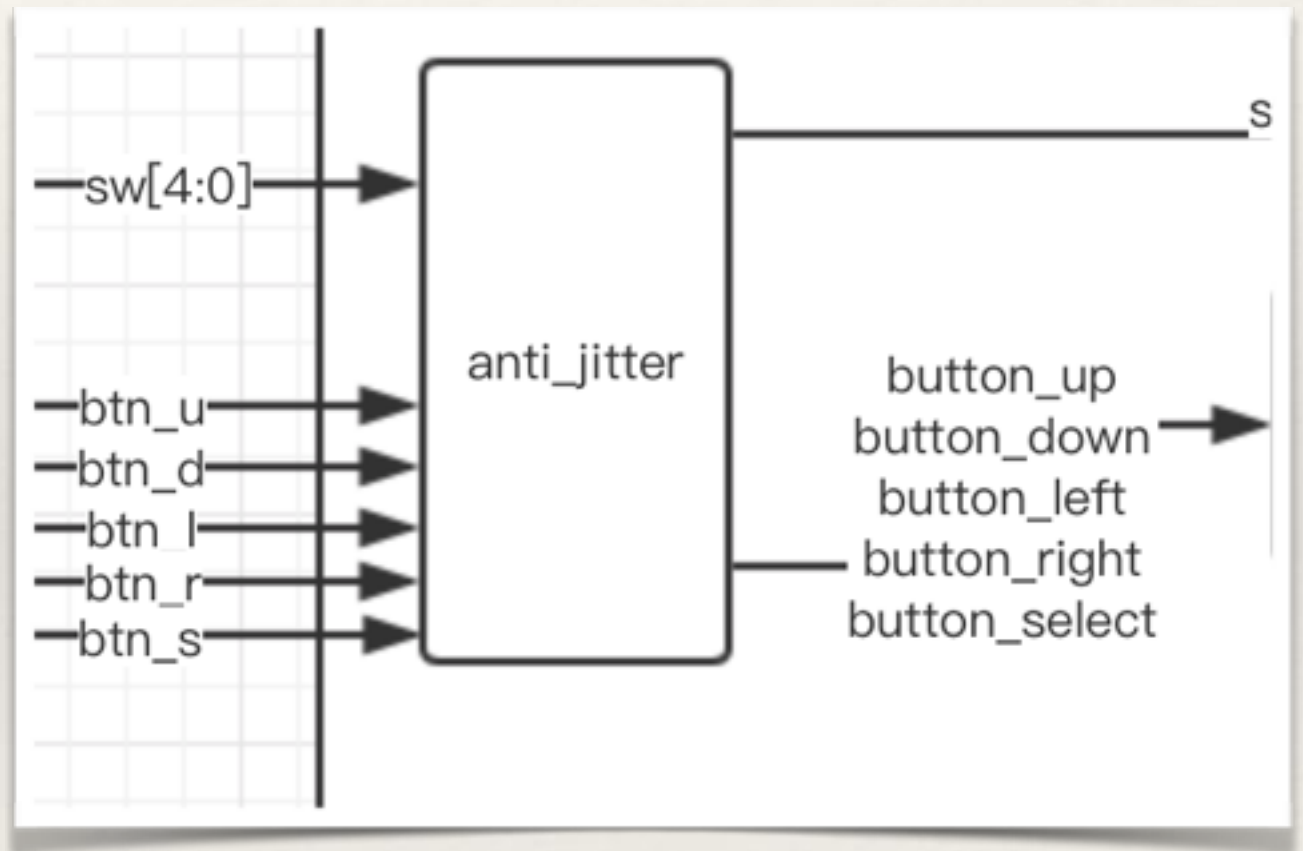 s
sw[4:0]
anti_jitter
button_up
btn_u
button_down
btn_d
button_left
btn_l
button_right
btn_r
button_select
btn_s